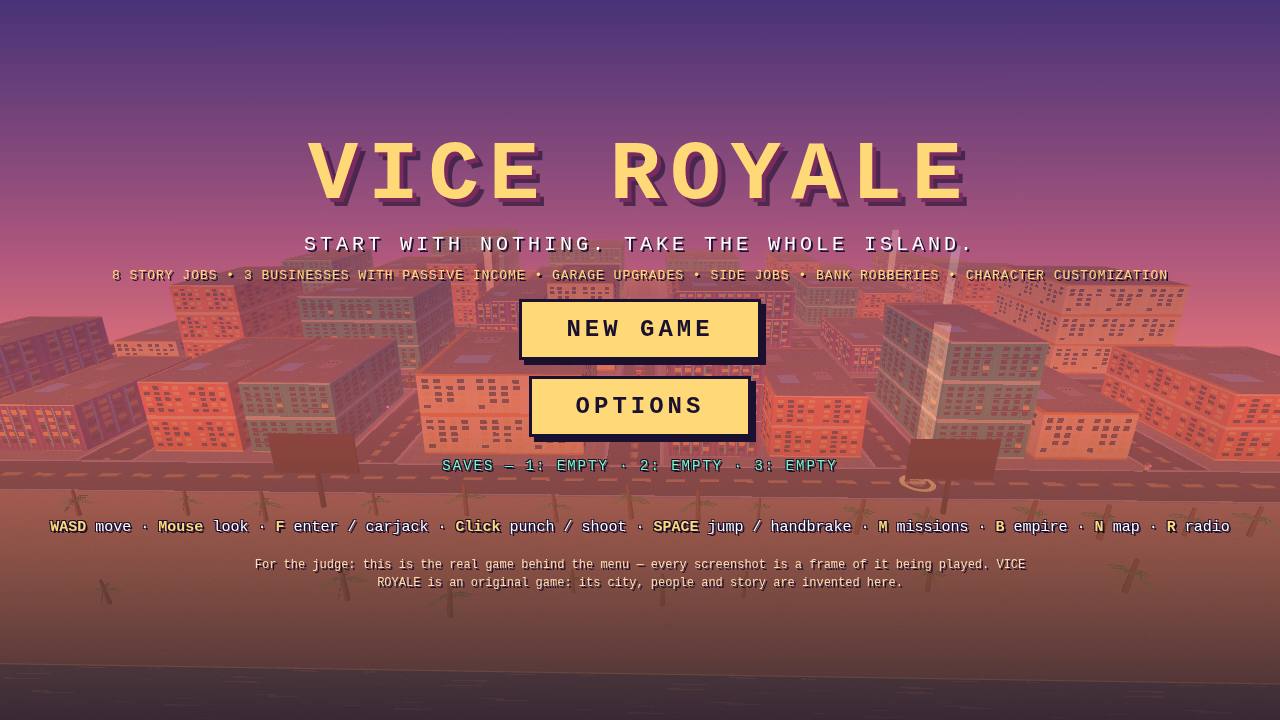 VICE ROYALE
START WITH NOTHING. TAKE THE WHOLE ISLAND.
8 STORY JOBS • 3 BUSINESSES WITH PASSIVE INCOME • GARAGE UPGRADES • SIDE JOBS • BANK ROBBERIES • CHARACTER CUSTOMIZATION
NEW GAME
OPTIONS
SAVES — 1: EMPTY · 2: EMPTY · 3: EMPTY
WASD move · Mouse look · F enter / carjack · Click punch / shoot · SPACE jump / handbrake · M missions · B empire · N map · R radio
For the judge: this is the real game behind the menu — every screenshot is a frame of it being played. VICE
ROYALE is an original game: its city, people and story are invented here.